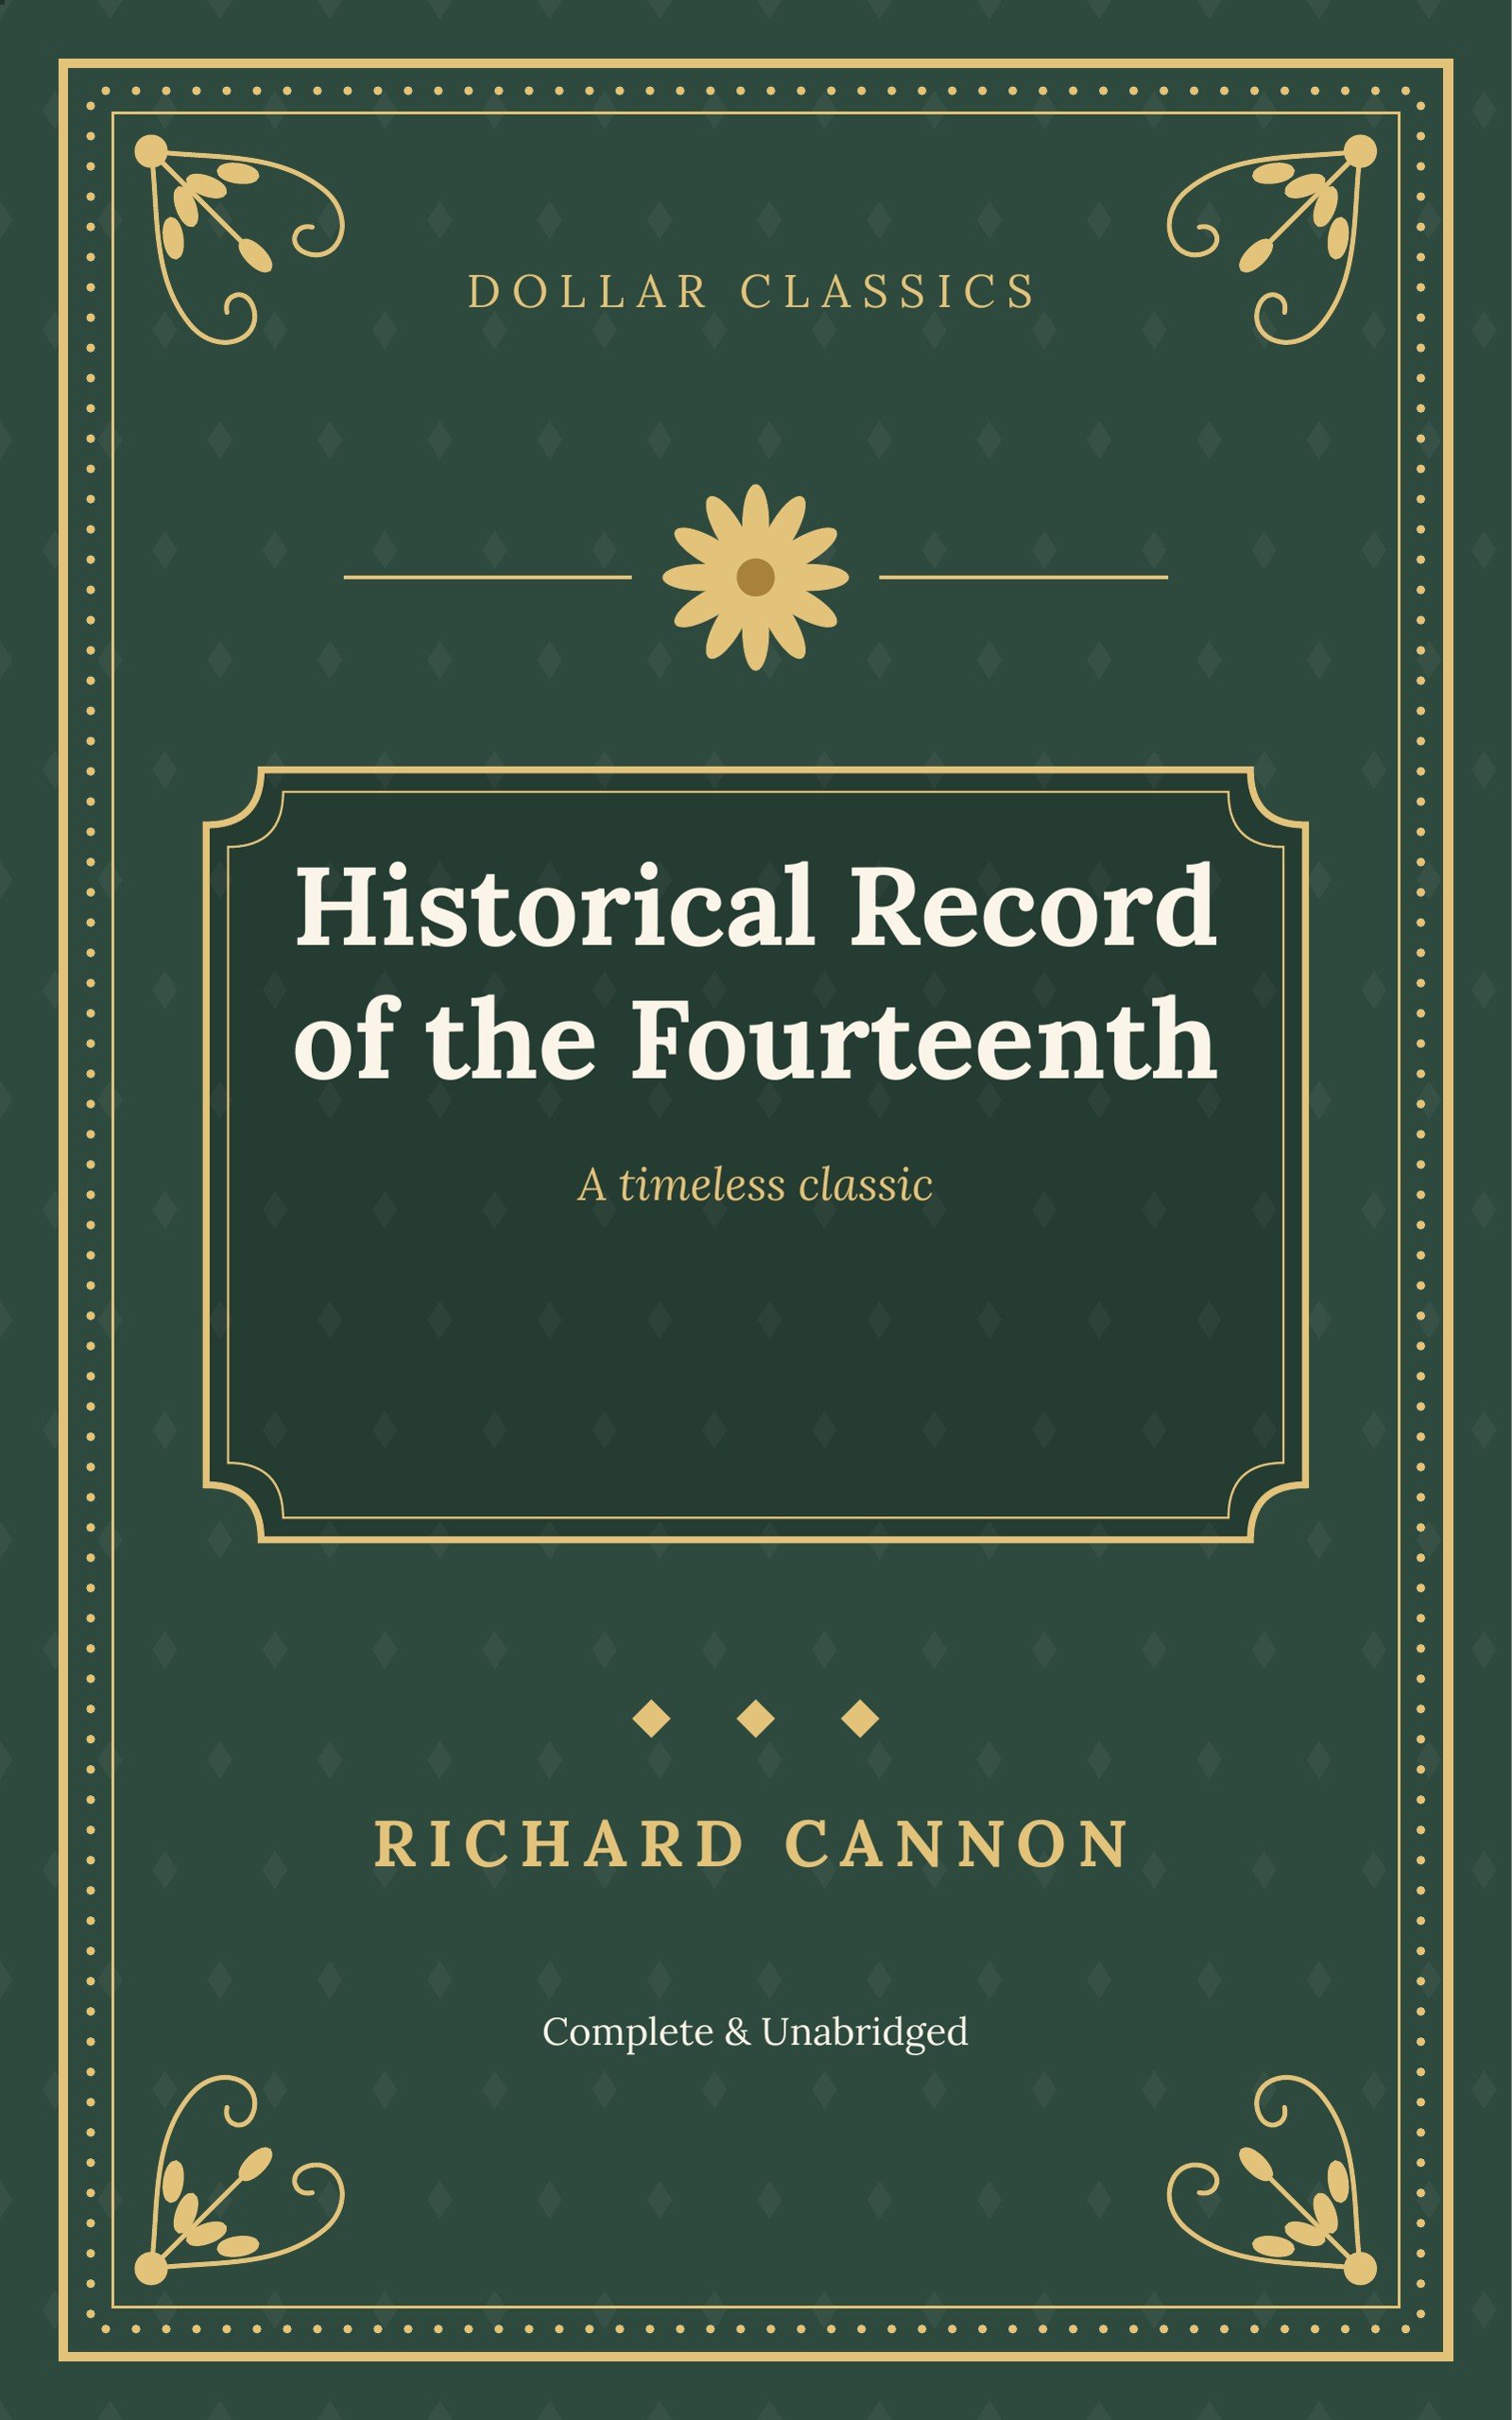 DOLLAR CLASSICS
Historical Record
of the Fourteenth
A timeless classic
RICHARD CANNON
Complete & Unabridged